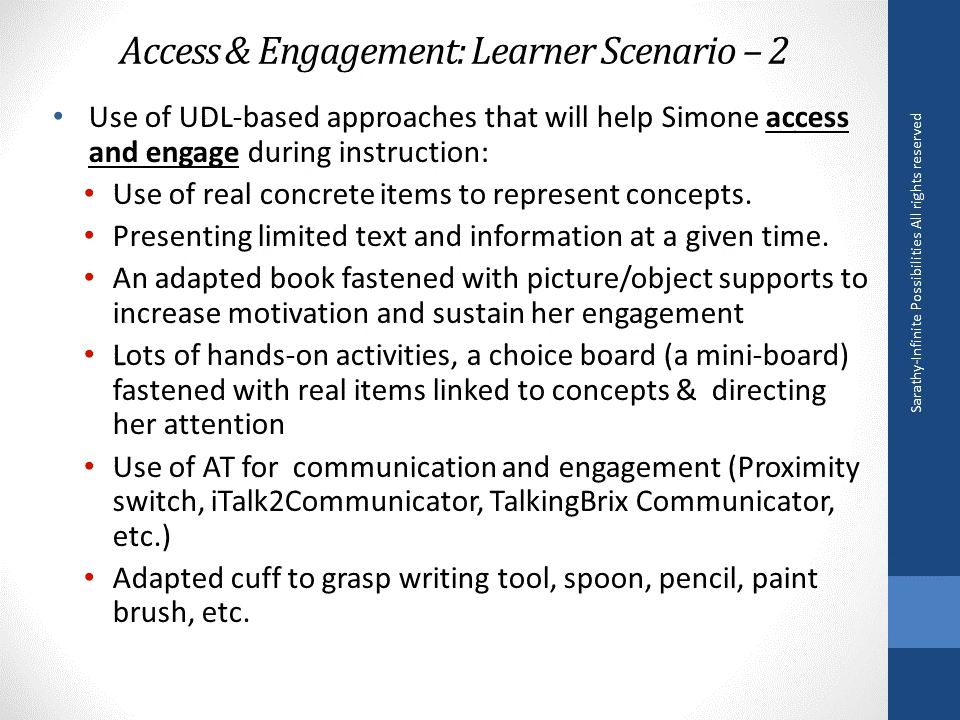 Access & Engagement: Learner Scenario – 2
• Use of UDL-based approaches that will help Simone access
and engage during instruction:
• Use of real concrete items to represent concepts.
• Presenting limited text and information at a given time.
• An adapted book fastened with picture/object supports to
increase motivation and sustain her engagement
• Lots of hands-on activities, a choice board (a mini-board)
fastened with real items linked to concepts & directing
her attention
• Use of AT for communication and engagement (Proximity
switch, iTalk2Communicator, TalkingBrix Communicator,
etc.)
• Adapted cuff to grasp writing tool, spoon, pencil, paint
brush, etc.
Sarathy-Infinite Possibilities All rights reserved